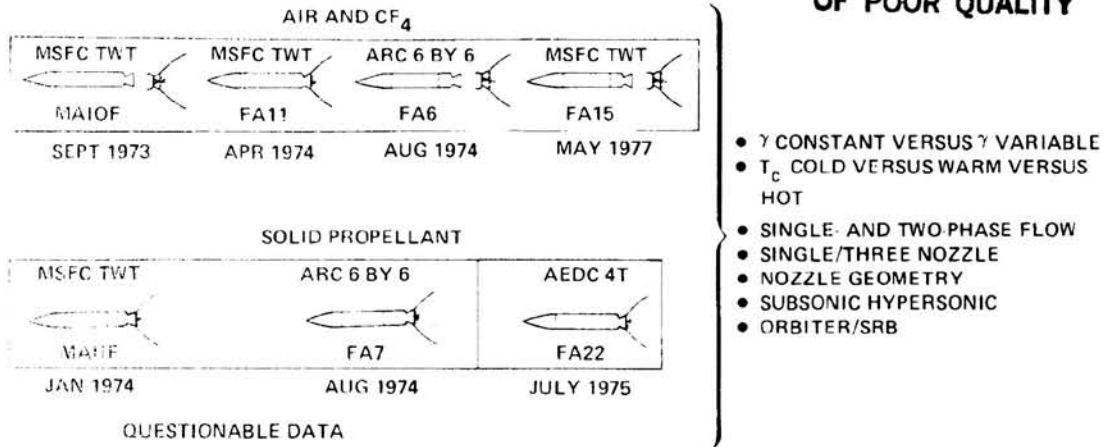 OF POOR QUALITY
AIR AND CF4
MSFC TWT MSFC TWT ARC 6 BY 6 MSFC TWT
MA10F FA11 FA6 FA15
SEPT 1973 APR 1974 AUG 1974 MAY 1977
SOLID PROPELLANT
MSFC TWT ARC 6 BY 6 AEDC 4T
MA11F FA7 FA22
JAN 1974 AUG 1974 JULY 1975
QUESTIONABLE DATA
• γ CONSTANT VERSUS γ VARIABLE
• Tc COLD VERSUS WARM VERSUS
HOT
• SINGLE- AND TWO-PHASE FLOW
• SINGLE/THREE NOZZLE
• NOZZLE GEOMETRY
• SUBSONIC HYPERSONIC
• ORBITER/SRB